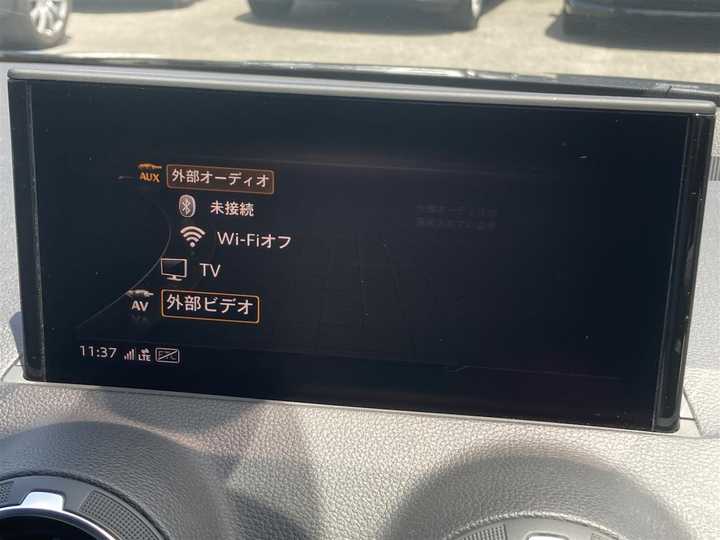 AUX 外部オーディオ
未接続
Wi-Fiオフ
TV
AV 外部ビデオ
11:37 LTE ETC